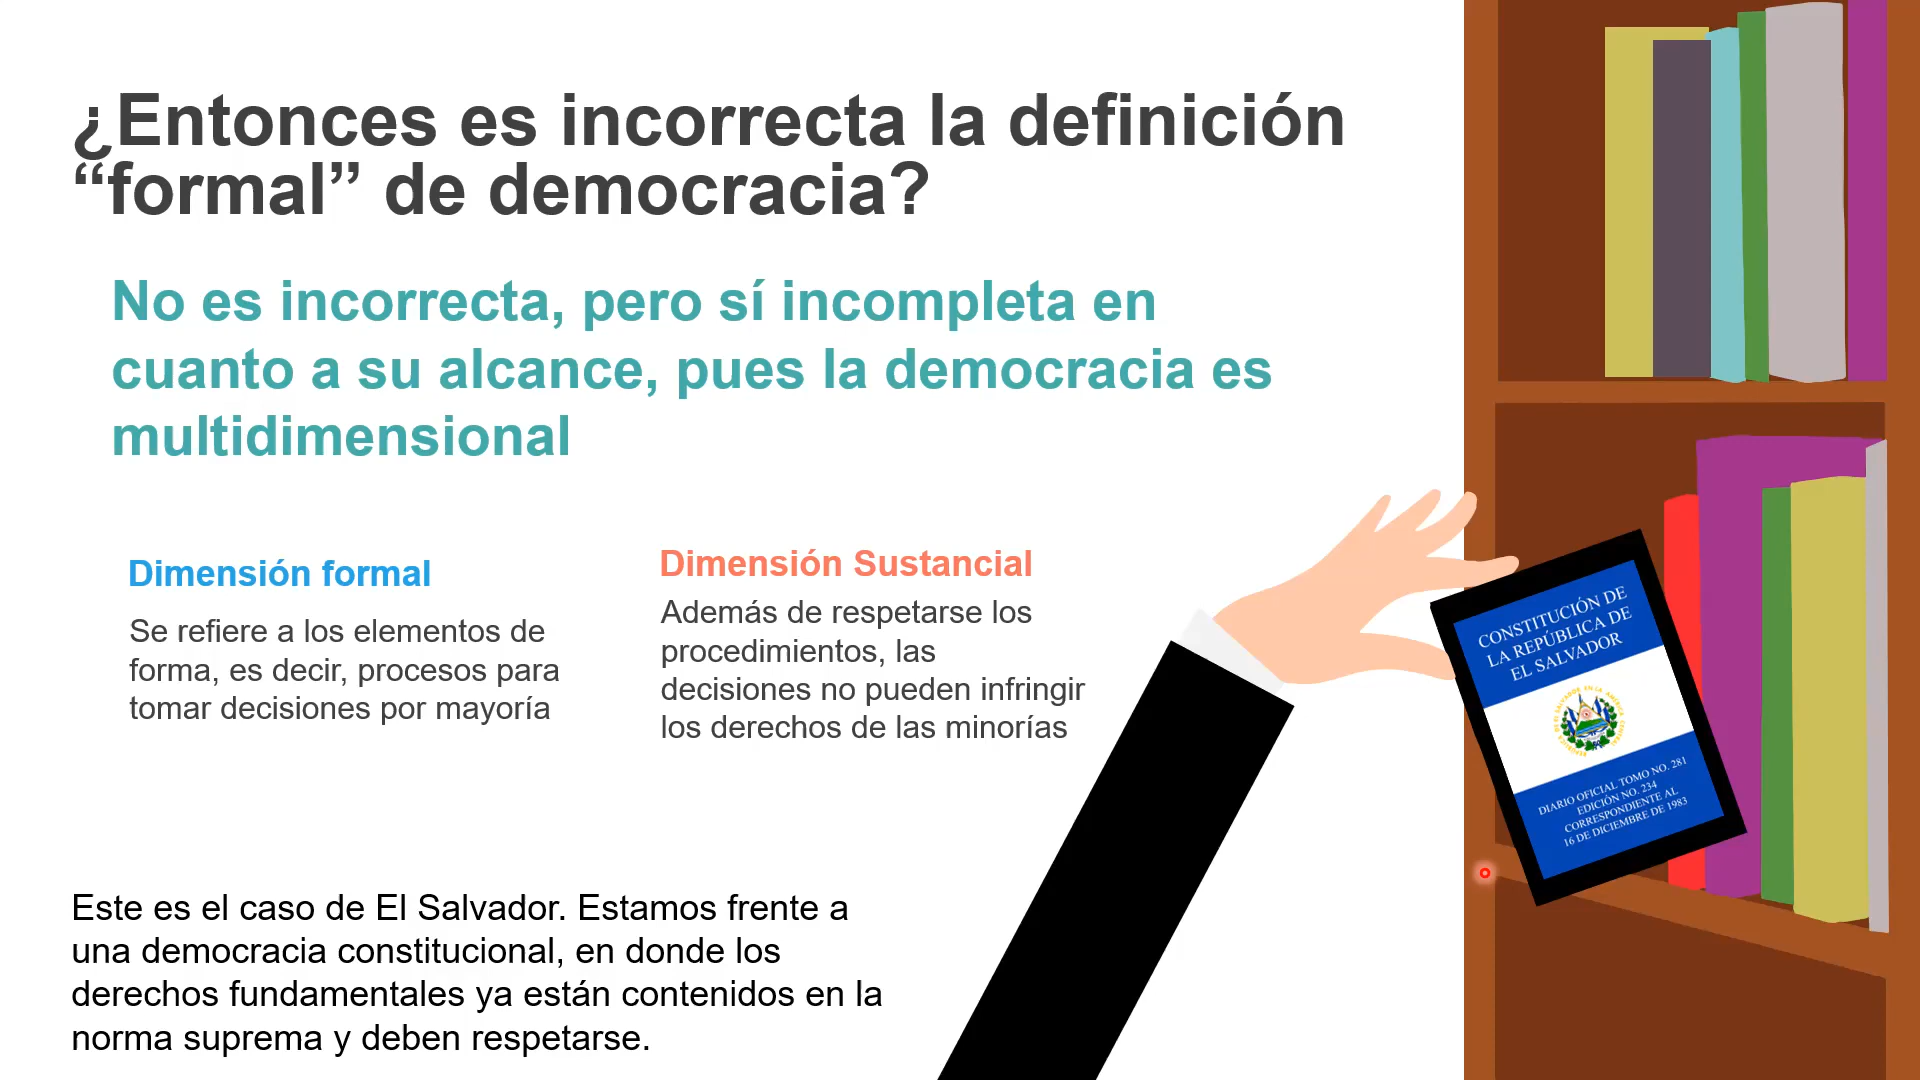 ¿Entonces es incorrecta la definición
“formal” de democracia?
No es incorrecta, pero sí incompleta en
cuanto a su alcance, pues la democracia es
multidimensional
Dimensión formal
Se refiere a los elementos de
forma, es decir, procesos para
tomar decisiones por mayoría
Dimensión Sustancial
Además de respetarse los
procedimientos, las
decisiones no pueden infringir
los derechos de las minorías
CONSTITUCIÓN DE
LA REPÚBLICA DE
EL SALVADOR
DIARIO OFICIAL TOMO NO. 281
EDICIÓN NO. 234
CORRESPONDIENTE AL
16 DE DICIEMBRE DE 1983
Este es el caso de El Salvador. Estamos frente a
una democracia constitucional, en donde los
derechos fundamentales ya están contenidos en la
norma suprema y deben respetarse.